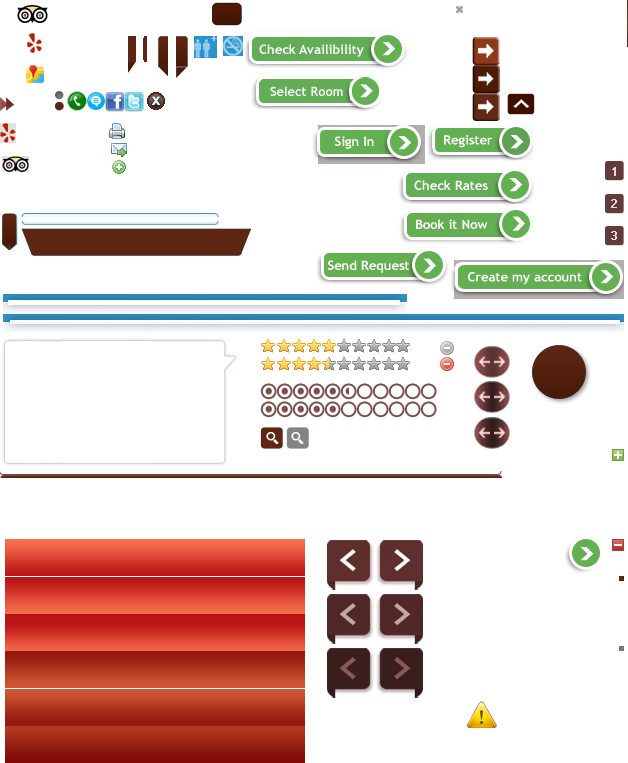 Check Availibility
Select Room
Sign In
Register
1
Check Rates
2
Book it Now
3
Send Request
Create my account